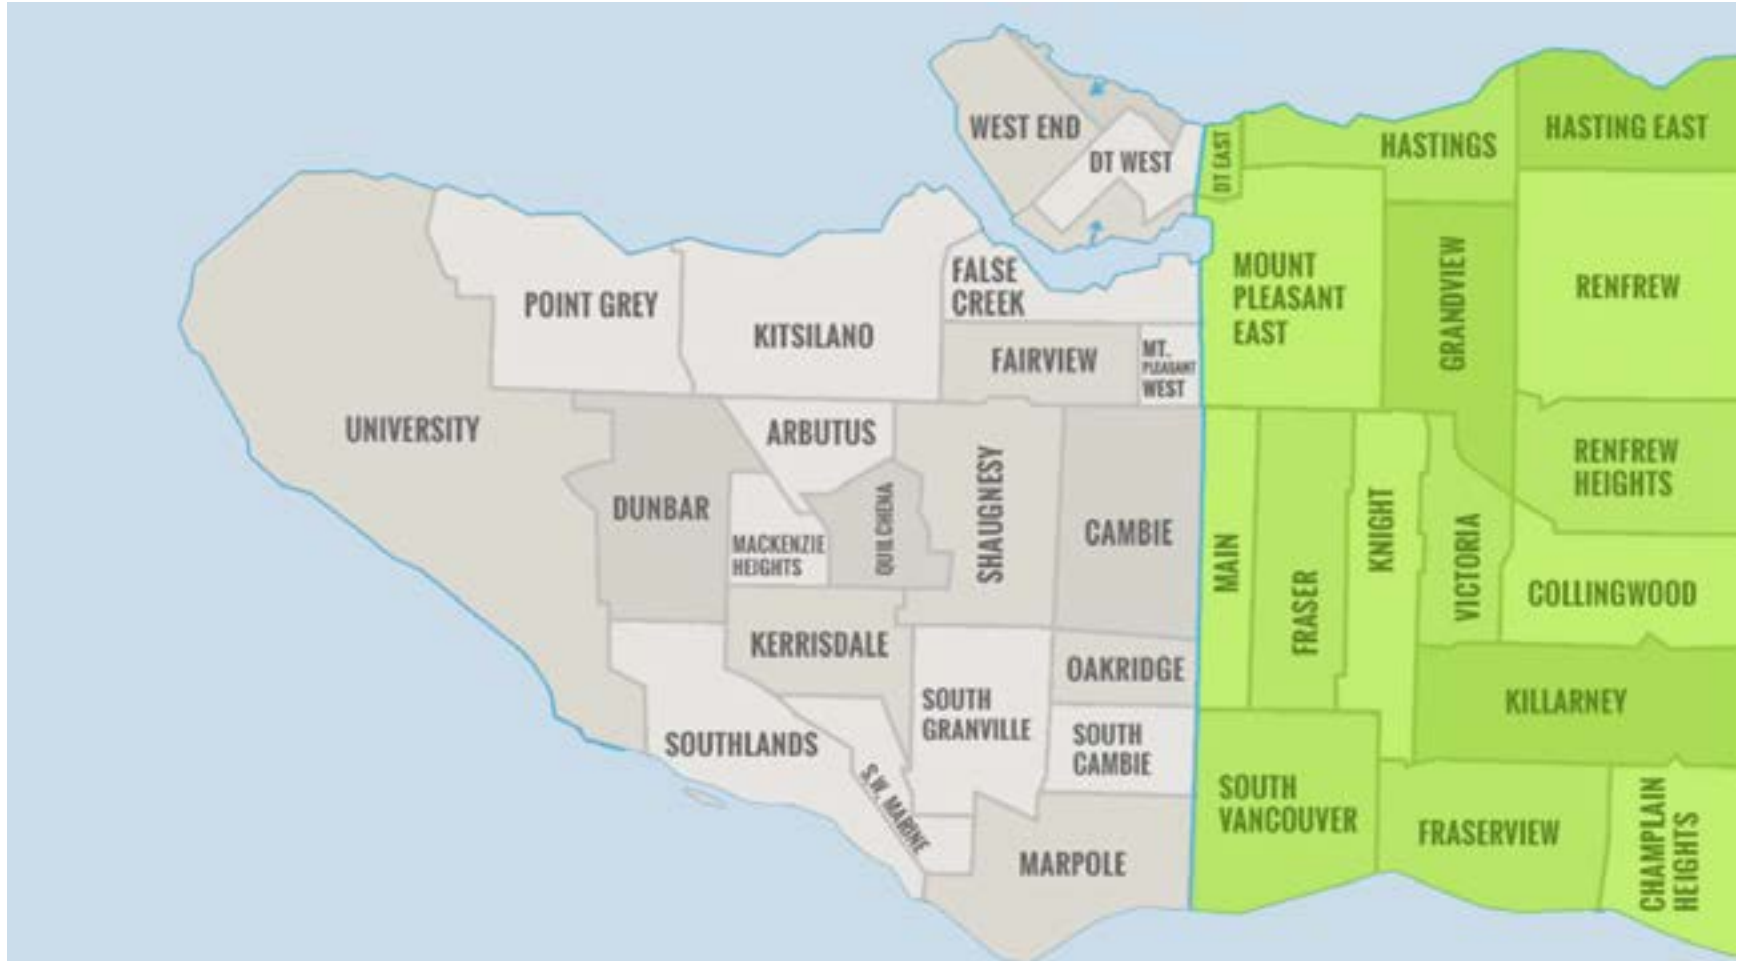 WEST END
DT WEST
DT EAST
HASTINGS
HASTING EAST
POINT GREY
KITSILANO
FALSE
CREEK
MOUNT
PLEASANT
EAST
GRANDVIEW
RENFREW
FAIRVIEW
MT.
PLEASANT
WEST
UNIVERSITY
ARBUTUS
DUNBAR
MACKENZIE
HEIGHTS
QUILCHENA
SHAUGNESY
CAMBIE
MAIN
FRASER
KNIGHT
VICTORIA
RENFREW
HEIGHTS
COLLINGWOOD
KERRISDALE
OAKRIDGE
KILLARNEY
SOUTHLANDS
S.W. MARINE
SOUTH
GRANVILLE
SOUTH
CAMBIE
SOUTH
VANCOUVER
MARPOLE
FRASERVIEW
CHAMPLAIN
HEIGHTS